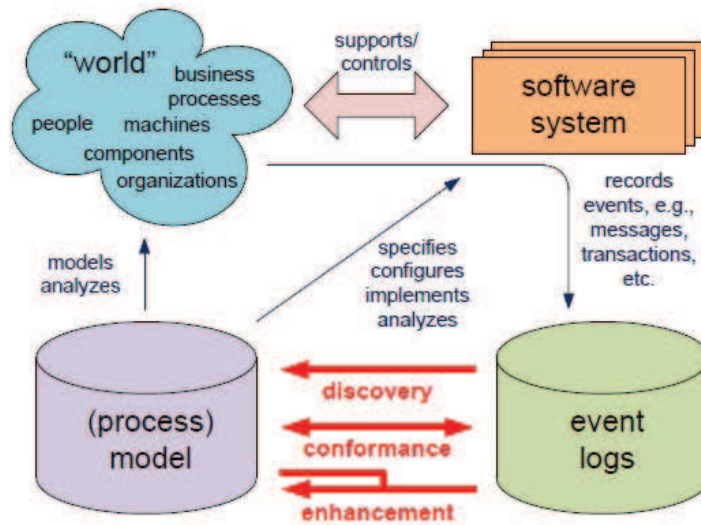 “world”
business
processes
people
machines
components
organizations
supports/
controls
software
system
records
events, e.g.,
messages,
transactions,
etc.
models
analyzes
specifies
configures
implements
analyzes
(process)
model
discovery
conformance
enhancement
event
logs